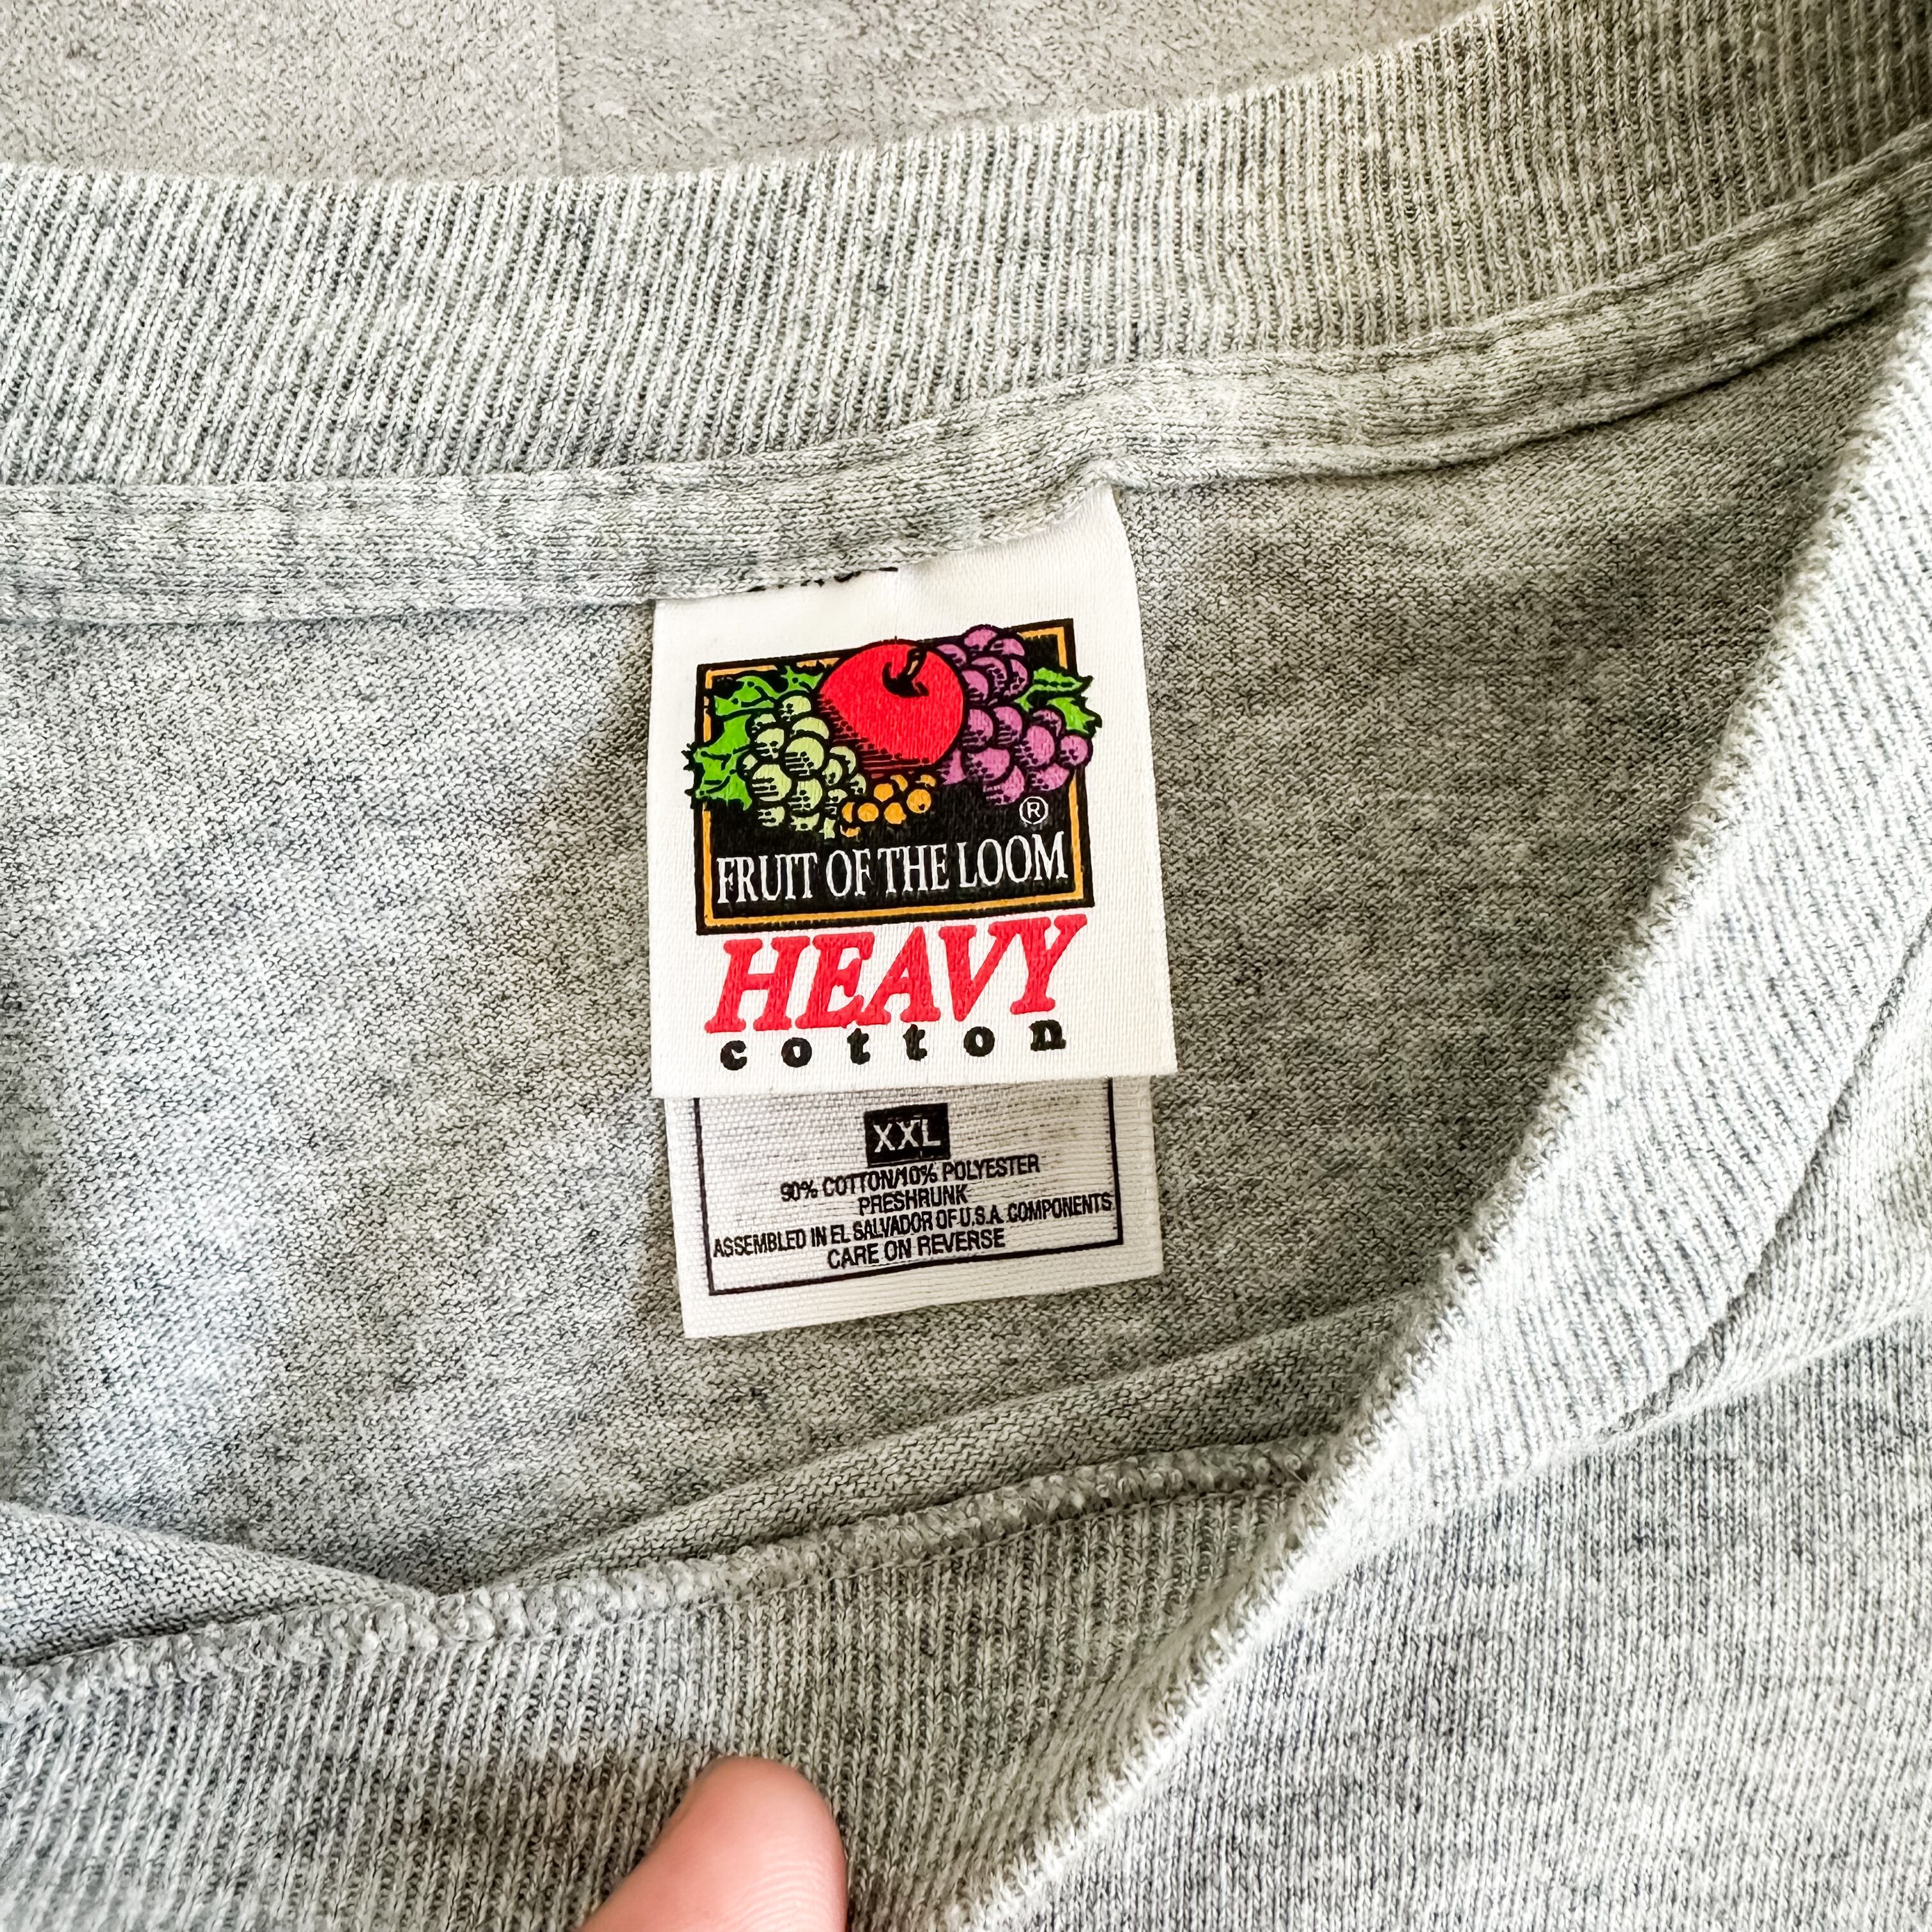 ®
FRUIT OF THE LOOM
HEAVY
cotton
XXL
90% COTTON/10% POLYESTER
PRESHRUNK
ASSEMBLED IN EL SALVADOR OF U.S.A. COMPONENTS
CARE ON REVERSE